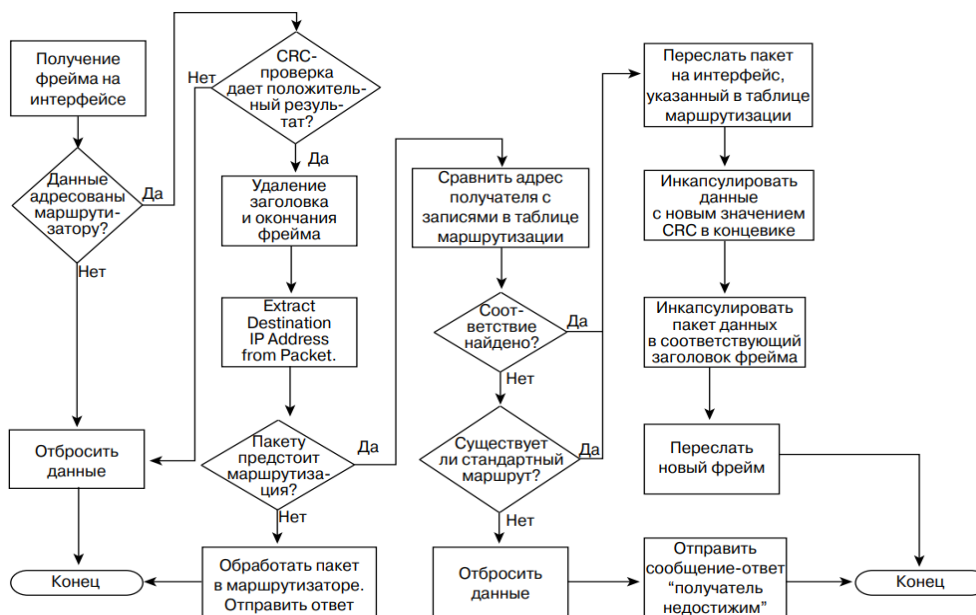 Получение
фрейма на
интерфейсе
Данные
адресованы
маршрути-
затору?
Да
Нет
Отбросить
данные
Конец
CRC-
проверка
дает положитель-
ный резуль-
тат?
Нет
Да
Удаление
заголовка
и окончания
фрейма
Extract
Destination
IP Address
from Packet.
Пакету
предстоит
маршрутиза-
ция?
Да
Нет
Обработать пакет
в маршрутизаторе.
Отправить ответ
Сравнить адрес
получателя с
записями в таблице
маршрутизации
Соот-
ветствие
найдено?
Да
Нет
Существует
ли стандартный
маршрут?
Да
Нет
Отбросить
данные
Переслать пакет
на интерфейс,
указанный в таблице
маршрутизации
Инкапсулировать
данные
с новым значением
CRC в концевике
Инкапсулировать
пакет данных
в соответствующий
заголовок фрейма
Переслать
новый фрейм
Отправить
сообщение-ответ
“получатель
недостижим”
Конец